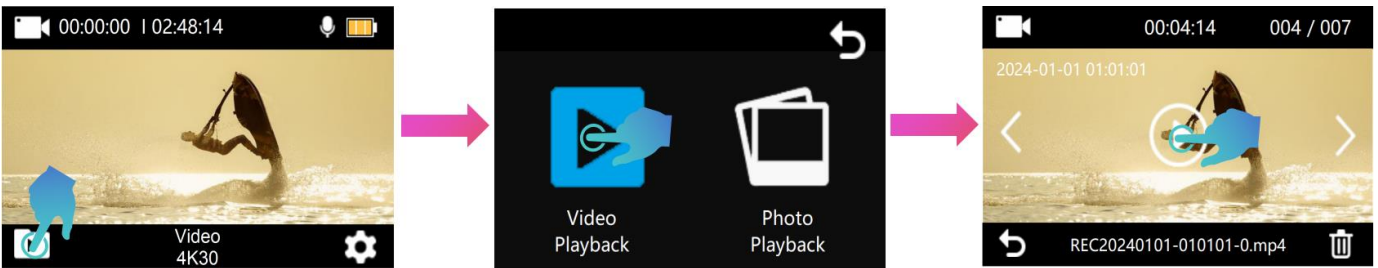 00:00:00 I 02:48:14
Video
4K30
Video
Playback
Photo
Playback
00:04:14 004 / 007
2024-01-01 01:01:01
REC20240101-010101-0.mp4